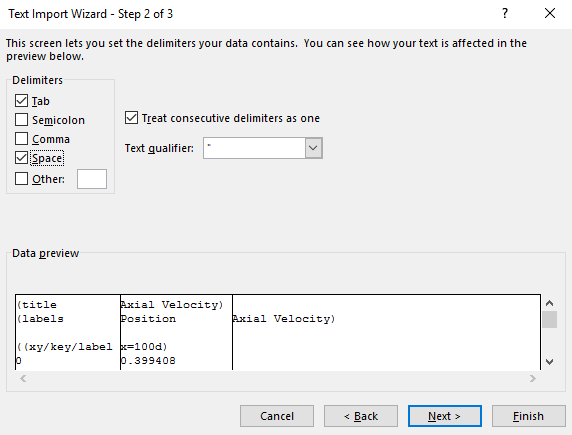 Text Import Wizard - Step 2 of 3
This screen lets you set the delimiters your data contains. You can see how your text is affected in the
preview below.
Delimiters
Tab
Semicolon
Comma
Space
Other:
Treat consecutive delimiters as one
Text qualifier: "
Data preview
(title Axial Velocity)
(labels Position Axial Velocity)
((xy/key/label x=100d)
0 0.399408
Cancel < Back Next > Finish